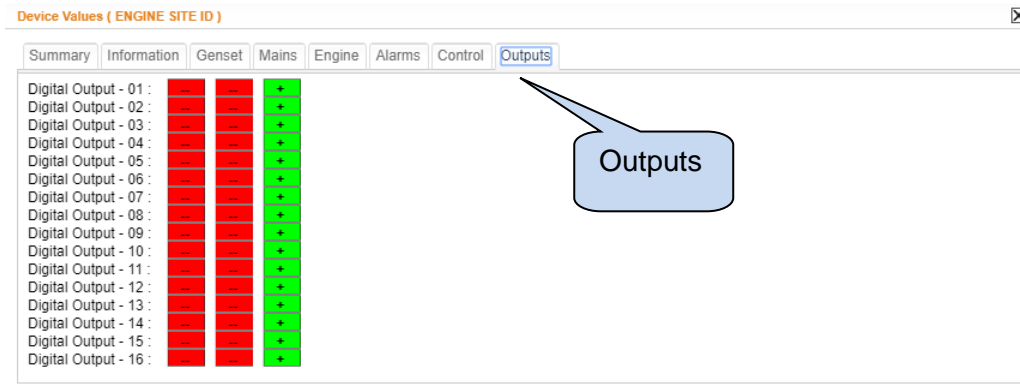 Device Values ( ENGINE SITE ID )
Summary Information Genset Mains Engine Alarms Control Outputs
Digital Output - 01 : -- -- +
Digital Output - 02 : -- -- +
Digital Output - 03 : -- -- +
Digital Output - 04 : -- -- +
Digital Output - 05 : -- -- +
Digital Output - 06 : -- -- +
Digital Output - 07 : -- -- +
Digital Output - 08 : -- -- +
Digital Output - 09 : -- -- +
Digital Output - 10 : -- -- +
Digital Output - 11 : -- -- +
Digital Output - 12 : -- -- +
Digital Output - 13 : -- -- +
Digital Output - 14 : -- -- +
Digital Output - 15 : -- -- +
Digital Output - 16 : -- -- +
Outputs